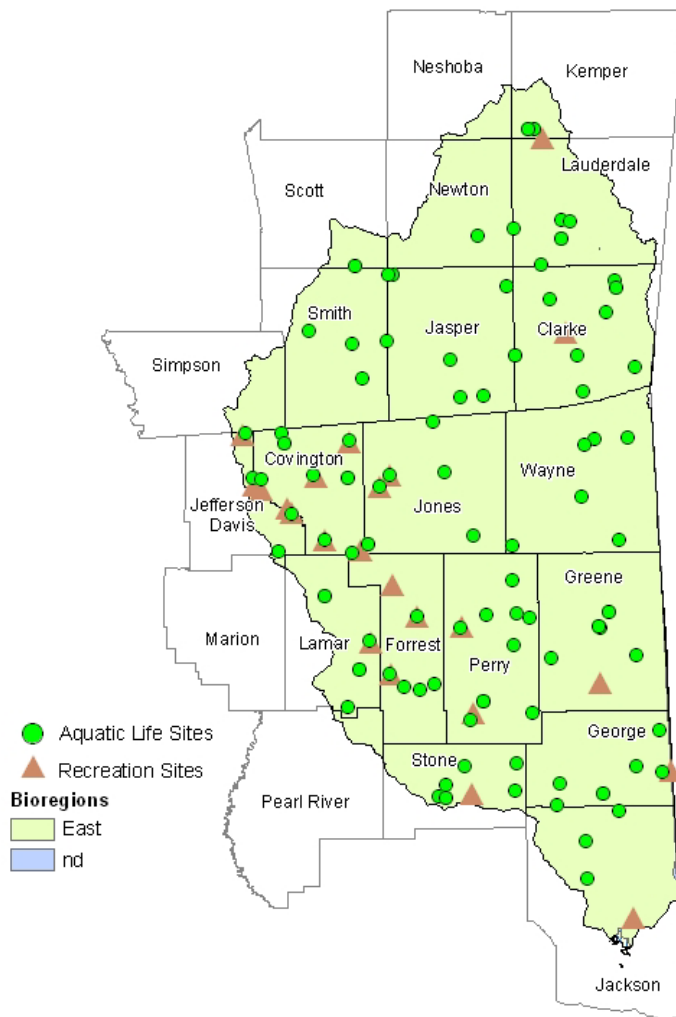 Neshoba
Kemper
Lauderdale
Scott
Newton
Smith
Jasper
Clarke
Simpson
Covington
Wayne
Jefferson
Davis
Jones
Greene
Marion
Lamar
Forrest
Perry
Aquatic Life Sites
George
Stone
Recreation Sites
Bioregions
Pearl River
East
nd
Jackson